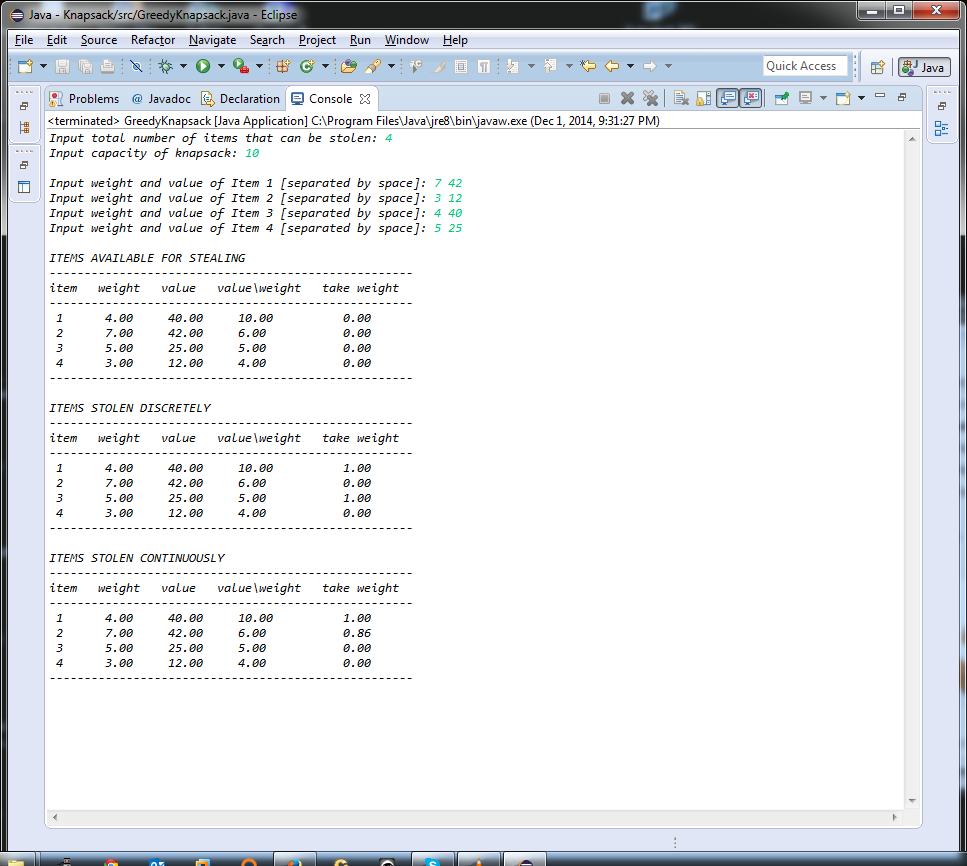 Java - Knapsack/src/GreedyKnapsack.java - Eclipse
File Edit Source Refactor Navigate Search Project Run Window Help
Quick Access Java
Problems @ Javadoc Declaration Console
<terminated> GreedyKnapsack [Java Application] C:\Program Files\Java\jre8\bin\javaw.exe (Dec 1, 2014, 9:31:27 PM)
Input total number of items that can be stolen: 4
Input capacity of knapsack: 10
Input weight and value of Item 1 [separated by space]: 7 42
Input weight and value of Item 2 [separated by space]: 3 12
Input weight and value of Item 3 [separated by space]: 4 40
Input weight and value of Item 4 [separated by space]: 5 25
ITEMS AVAILABLE FOR STEALING
----------------------------------------------------
item weight value value\weight take weight
----------------------------------------------------
1 4.00 40.00 10.00 0.00
2 7.00 42.00 6.00 0.00
3 5.00 25.00 5.00 0.00
4 3.00 12.00 4.00 0.00
----------------------------------------------------
ITEMS STOLEN DISCRETELY
----------------------------------------------------
item weight value value\weight take weight
----------------------------------------------------
1 4.00 40.00 10.00 1.00
2 7.00 42.00 6.00 0.00
3 5.00 25.00 5.00 1.00
4 3.00 12.00 4.00 0.00
----------------------------------------------------
ITEMS STOLEN CONTINUOUSLY
----------------------------------------------------
item weight value value\weight take weight
----------------------------------------------------
1 4.00 40.00 10.00 1.00
2 7.00 42.00 6.00 0.86
3 5.00 25.00 5.00 0.00
4 3.00 12.00 4.00 0.00
----------------------------------------------------